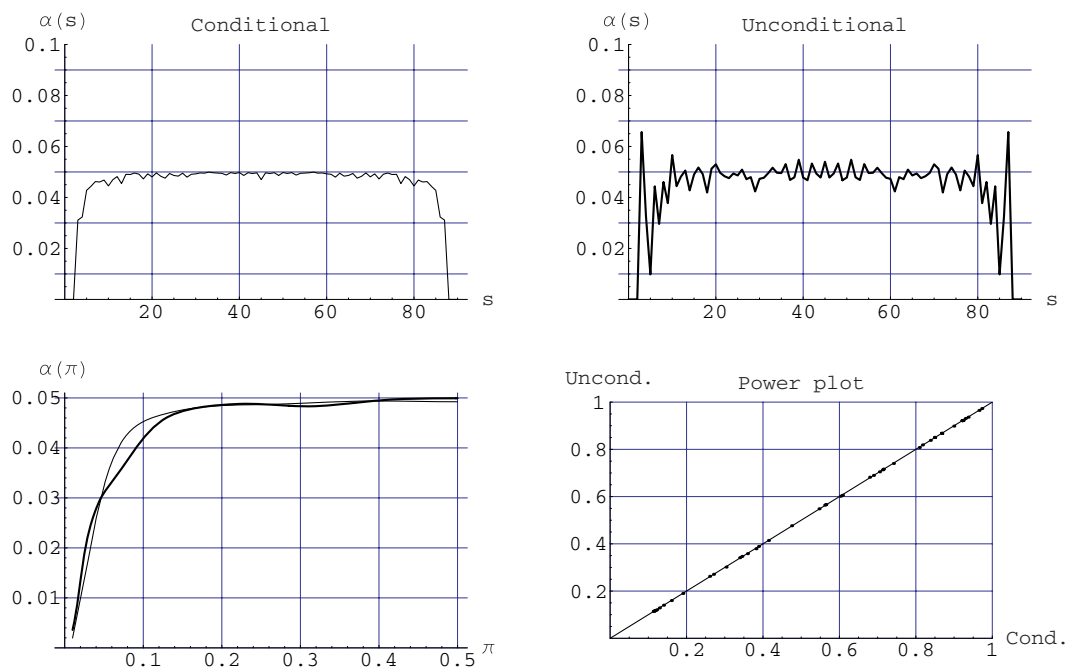 α(s) Conditional
0.1
0.08
0.06
0.04
0.02
20 40 60 80 s
α(s) Unconditional
0.1
0.08
0.06
0.04
0.02
20 40 60 80 s
α(π)
0.05
0.04
0.03
0.02
0.01
0.1 0.2 0.3 0.4 0.5 π
Uncond. Power plot
1
0.8
0.6
0.4
0.2
0.2 0.4 0.6 0.8 1 Cond.